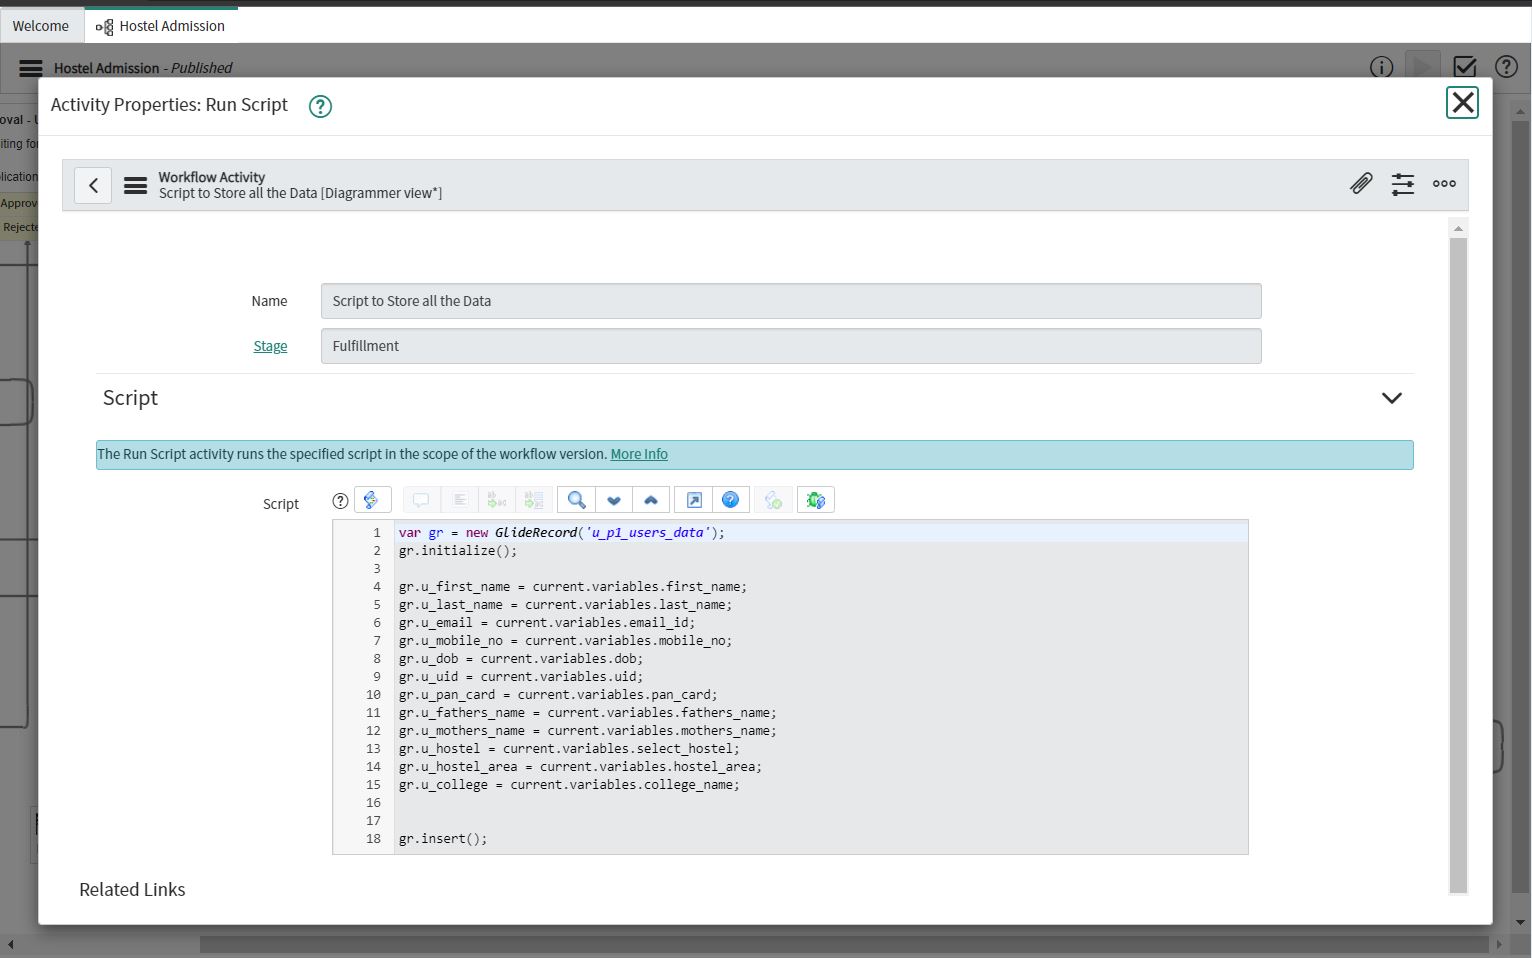 Welcome
Hostel Admission
Hostel Admission - Published
Activity Properties: Run Script
Workflow Activity
Script to Store all the Data [Diagrammer view*]
Name
Script to Store all the Data
Stage
Fulfillment
Script
The Run Script activity runs the specified script in the scope of the workflow version. More Info
Script
1 var gr = new GlideRecord('u_p1_users_data');
2 gr.initialize();
3
4 gr.u_first_name = current.variables.first_name;
5 gr.u_last_name = current.variables.last_name;
6 gr.u_email = current.variables.email_id;
7 gr.u_mobile_no = current.variables.mobile_no;
8 gr.u_dob = current.variables.dob;
9 gr.u_uid = current.variables.uid;
10 gr.u_pan_card = current.variables.pan_card;
11 gr.u_fathers_name = current.variables.fathers_name;
12 gr.u_mothers_name = current.variables.mothers_name;
13 gr.u_hostel = current.variables.select_hostel;
14 gr.u_hostel_area = current.variables.hostel_area;
15 gr.u_college = current.variables.college_name;
16
17
18 gr.insert();
Related Links